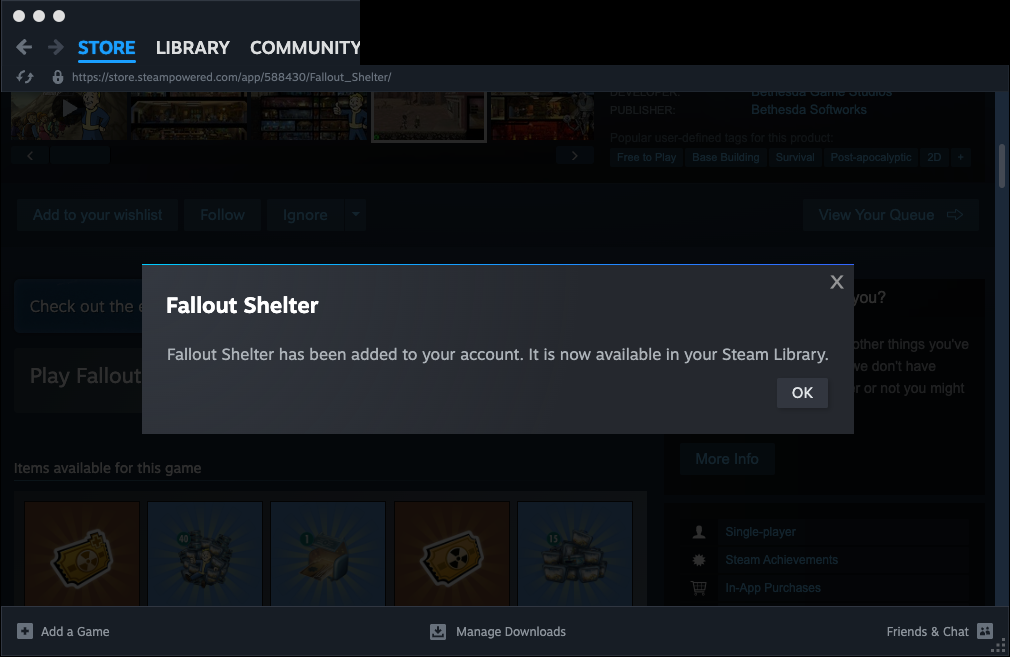 STORE LIBRARY COMMUNITY
https://store.steampowered.com/app/588430/Fallout_Shelter/
DEVELOPER: Bethesda Game Studios
PUBLISHER: Bethesda Softworks
Popular user-defined tags for this product:
Free to Play Base Building Survival Post-apocalyptic 2D +
Add to your wishlist Follow Ignore View Your Queue
Check out the e
you?
Fallout Shelter
X
Fallout Shelter has been added to your account. It is now available in your Steam Library.
OK
other things you've
we don't have
r or not you might
Play Fallout
More Info
Items available for this game
40 1 15
Single-player
Steam Achievements
In-App Purchases
Add a Game Manage Downloads Friends & Chat